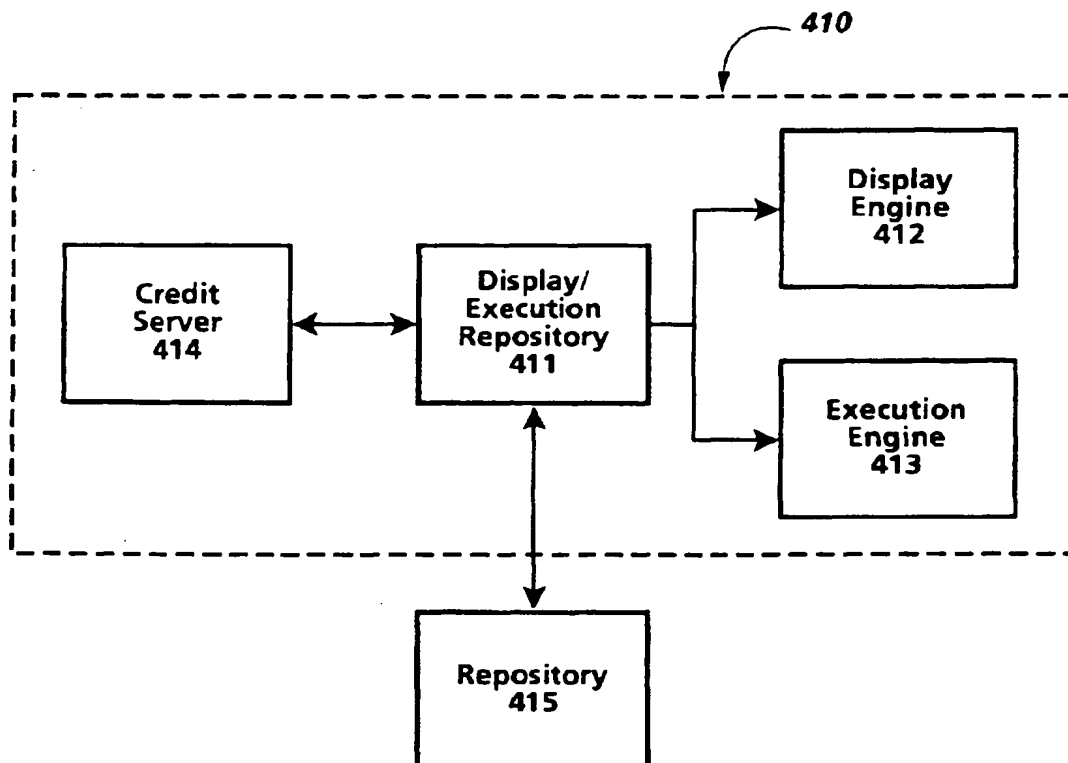 410
Display
Engine
412
Credit
Server
414
Display/
Execution
Repository
411
Execution
Engine
413
Repository
415